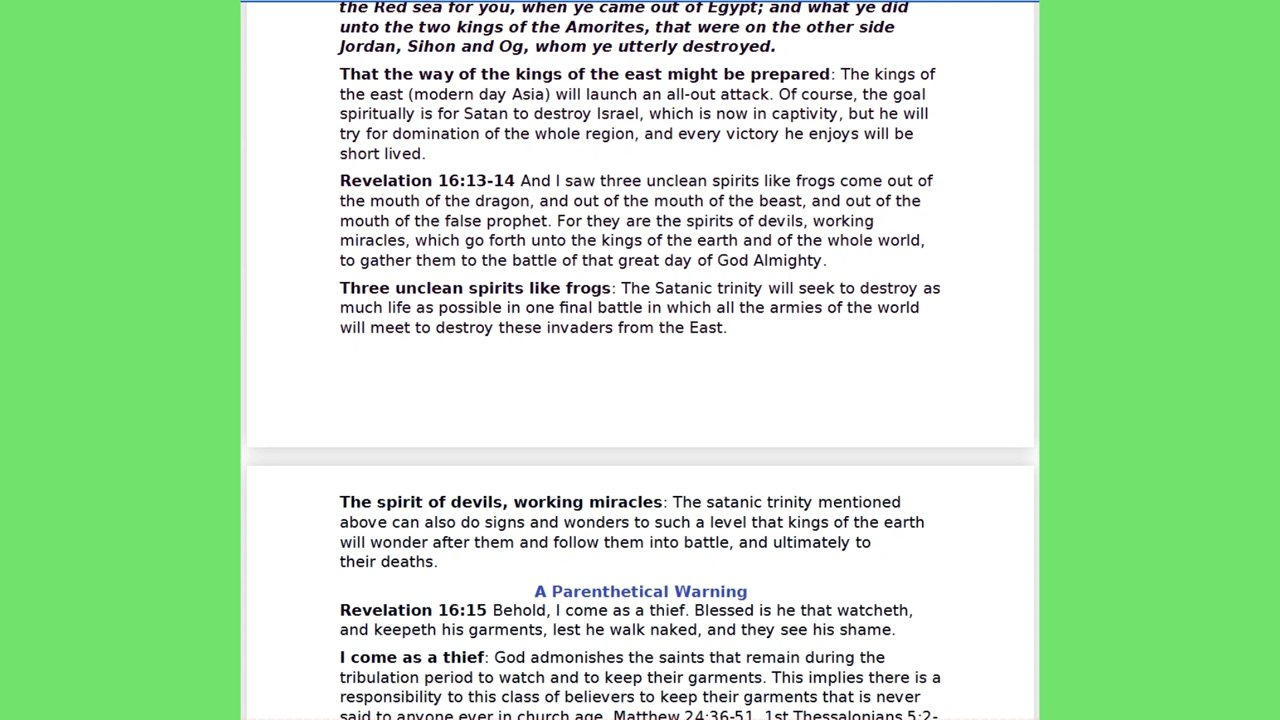 the Red sea for you, when ye came out of Egypt; and what ye did
unto the two kings of the Amorites, that were on the other side
Jordan, Sihon and Og, whom ye utterly destroyed.
That the way of the kings of the east might be prepared: The kings of
the east (modern day Asia) will launch an all-out attack. Of course, the goal
spiritually is for Satan to destroy Israel, which is now in captivity, but he will
try for domination of the whole region, and every victory he enjoys will be
short lived.
Revelation 16:13-14 And I saw three unclean spirits like frogs come out of
the mouth of the dragon, and out of the mouth of the beast, and out of the
mouth of the false prophet. For they are the spirits of devils, working
miracles, which go forth unto the kings of the earth and of the whole world,
to gather them to the battle of that great day of God Almighty.
Three unclean spirits like frogs: The Satanic trinity will seek to destroy as
much life as possible in one final battle in which all the armies of the world
will meet to destroy these invaders from the East.
The spirit of devils, working miracles: The satanic trinity mentioned
above can also do signs and wonders to such a level that kings of the earth
will wonder after them and follow them into battle, and ultimately to
their deaths.
A Parenthetical Warning
Revelation 16:15 Behold, I come as a thief. Blessed is he that watcheth,
and keepeth his garments, lest he walk naked, and they see his shame.
I come as a thief: God admonishes the saints that remain during the
tribulation period to watch and to keep their garments. This implies there is a
responsibility to this class of believers to keep their garments that is never
said to anyone ever in church age. Matthew 24:36-51, 1st Thessalonians 5:2-